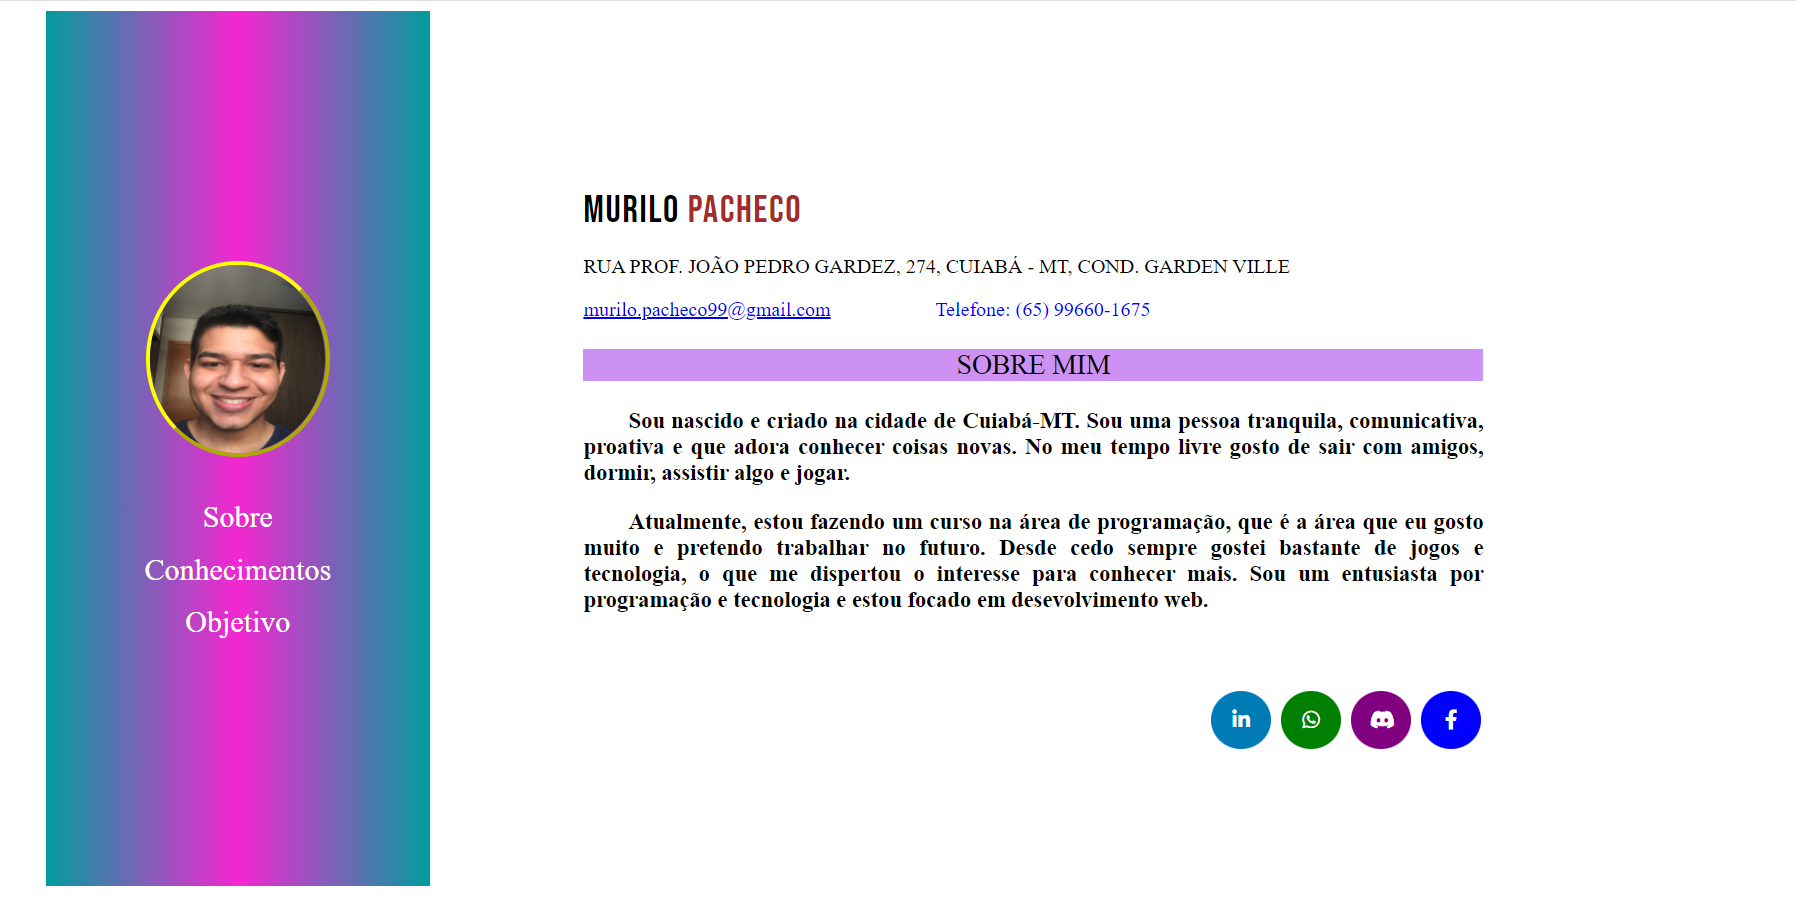 Sobre
Conhecimentos
Objetivo
MURILO PACHECO
RUA PROF. JOÃO PEDRO GARDEZ, 274, CUIABÁ - MT, COND. GARDEN VILLE
murilo.pacheco99@gmail.com Telefone: (65) 99660-1675
SOBRE MIM
Sou nascido e criado na cidade de Cuiabá-MT. Sou uma pessoa tranquila, comunicativa,
proativa e que adora conhecer coisas novas. No meu tempo livre gosto de sair com amigos,
dormir, assistir algo e jogar.
Atualmente, estou fazendo um curso na área de programação, que é a área que eu gosto
muito e pretendo trabalhar no futuro. Desde cedo sempre gostei bastante de jogos e
tecnologia, o que me dispertou o interesse para conhecer mais. Sou um entusiasta por
programação e tecnologia e estou focado em desevolvimento web.
in
f